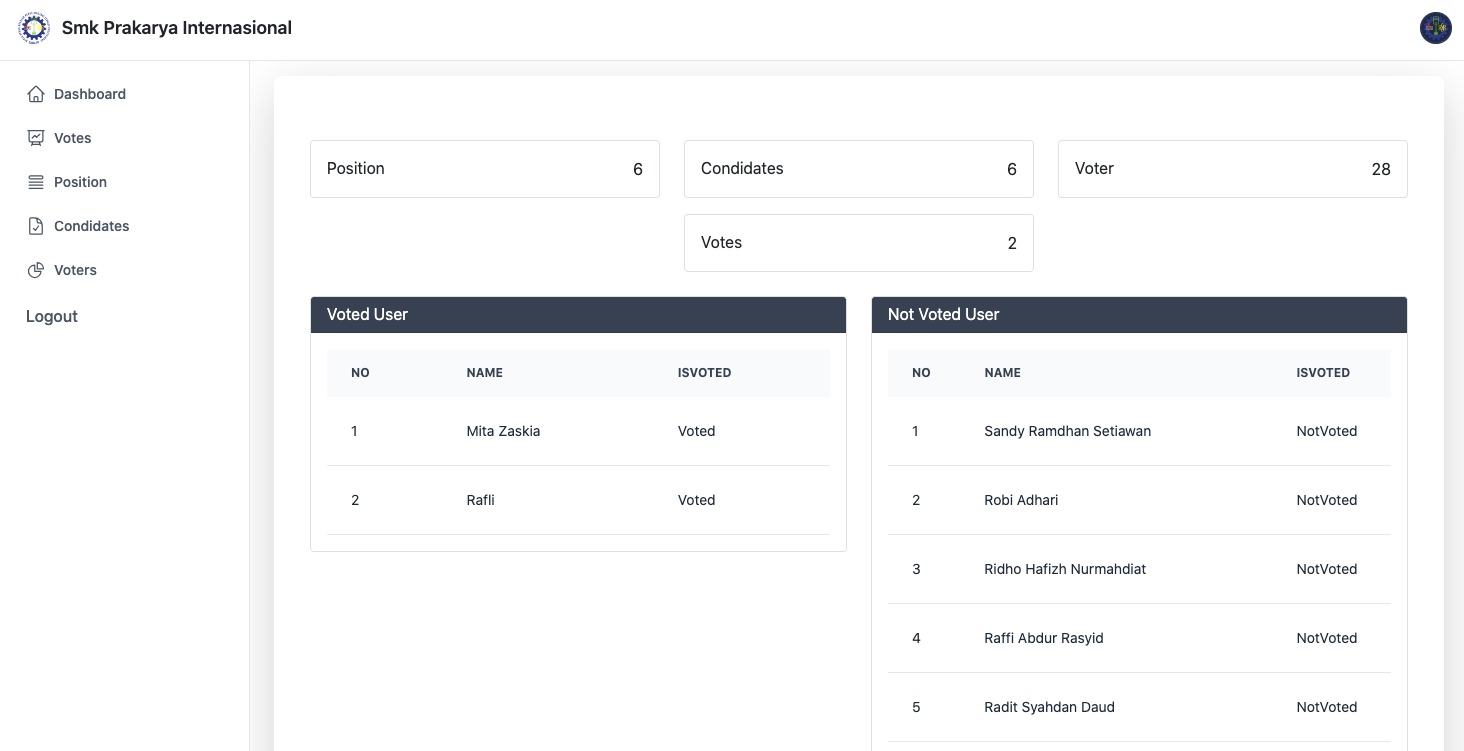 Smk Prakarya Internasional
Dashboard
Votes
Position
Candidates
Voters
Logout
Position 6
Candidates 6
Voter 28
Votes 2
Voted User
NO NAME ISVOTED
1 Mita Zaskia Voted
2 Rafli Voted
Not Voted User
NO NAME ISVOTED
1 Sandy Ramdhan Setiawan NotVoted
2 Robi Adhari NotVoted
3 Ridho Hafizh Nurmahdiat NotVoted
4 Raffi Abdur Rasyid NotVoted
5 Radit Syahdan Daud NotVoted